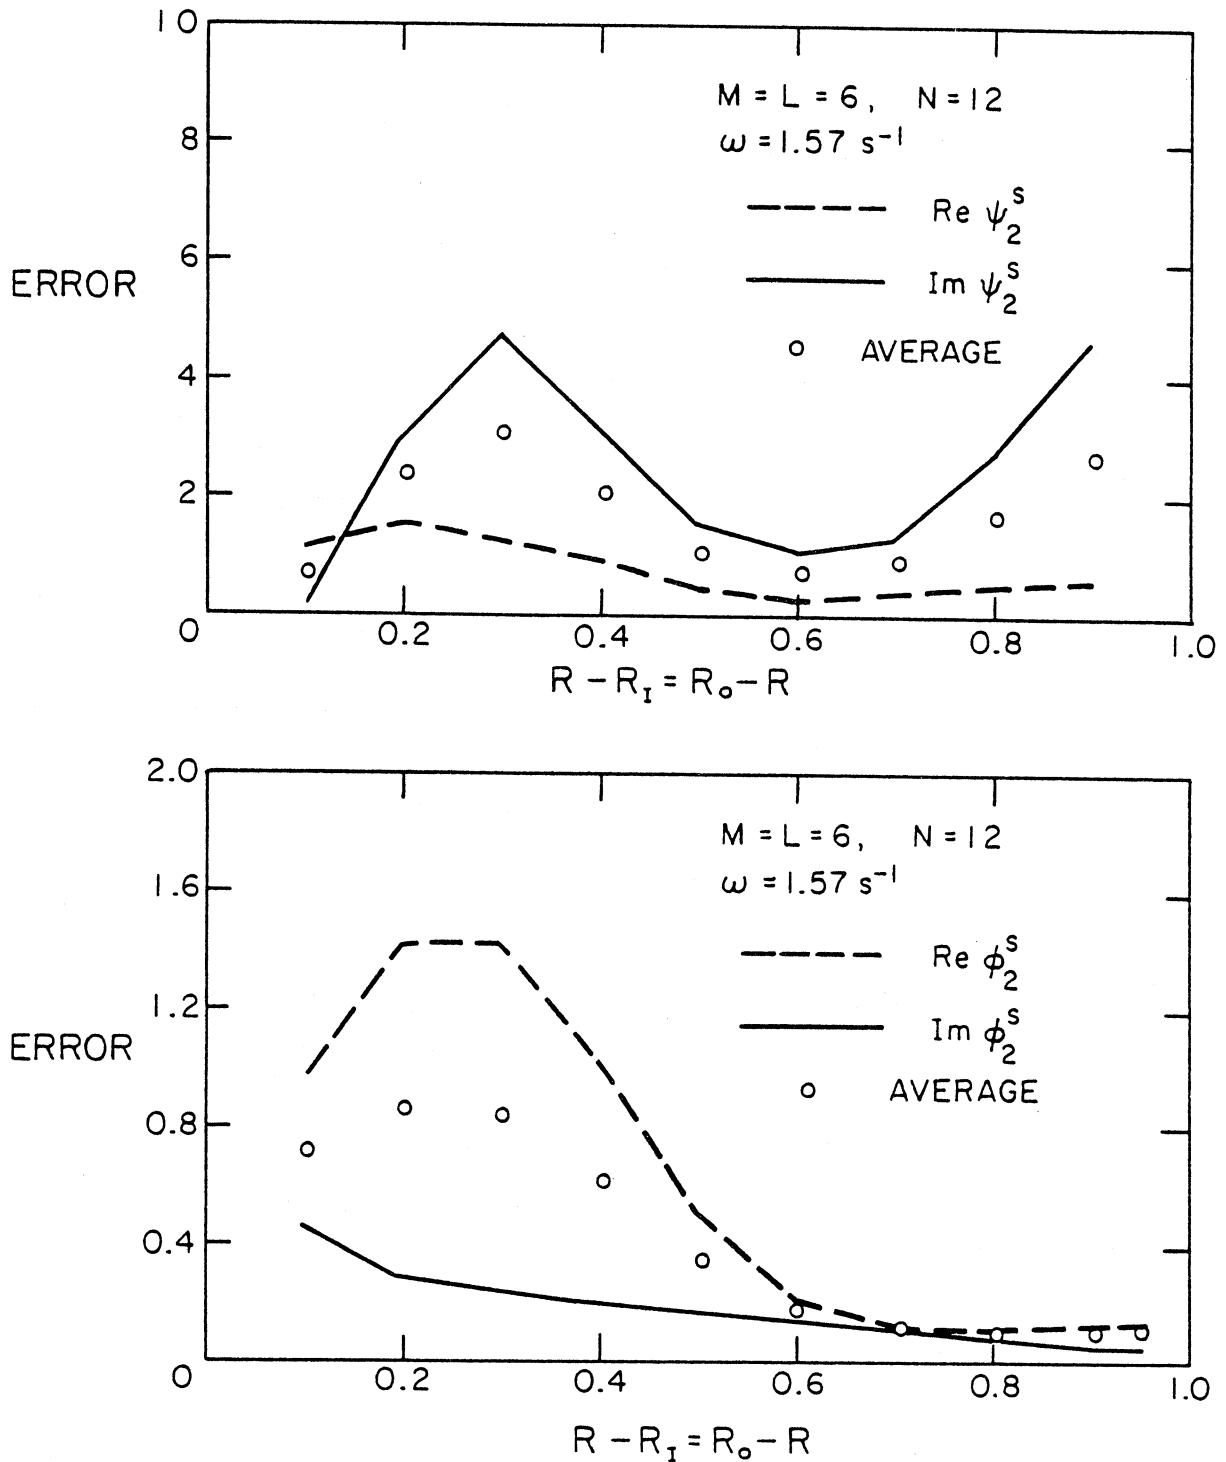 10
M = L = 6, N = 12
8
ω = 1.57 s⁻¹
Re ψ₂ˢ
6
ERROR
Im ψ₂ˢ
AVERAGE
4
2
0
0.2 0.4 0.6 0.8 1.0
R - R_I = R_o - R
2.0
M = L = 6, N = 12
ω = 1.57 s⁻¹
1.6
Re ϕ₂ˢ
1.2
Im ϕ₂ˢ
ERROR
AVERAGE
0.8
0.4
0
0.2 0.4 0.6 0.8 1.0
R - R_I = R_o - R